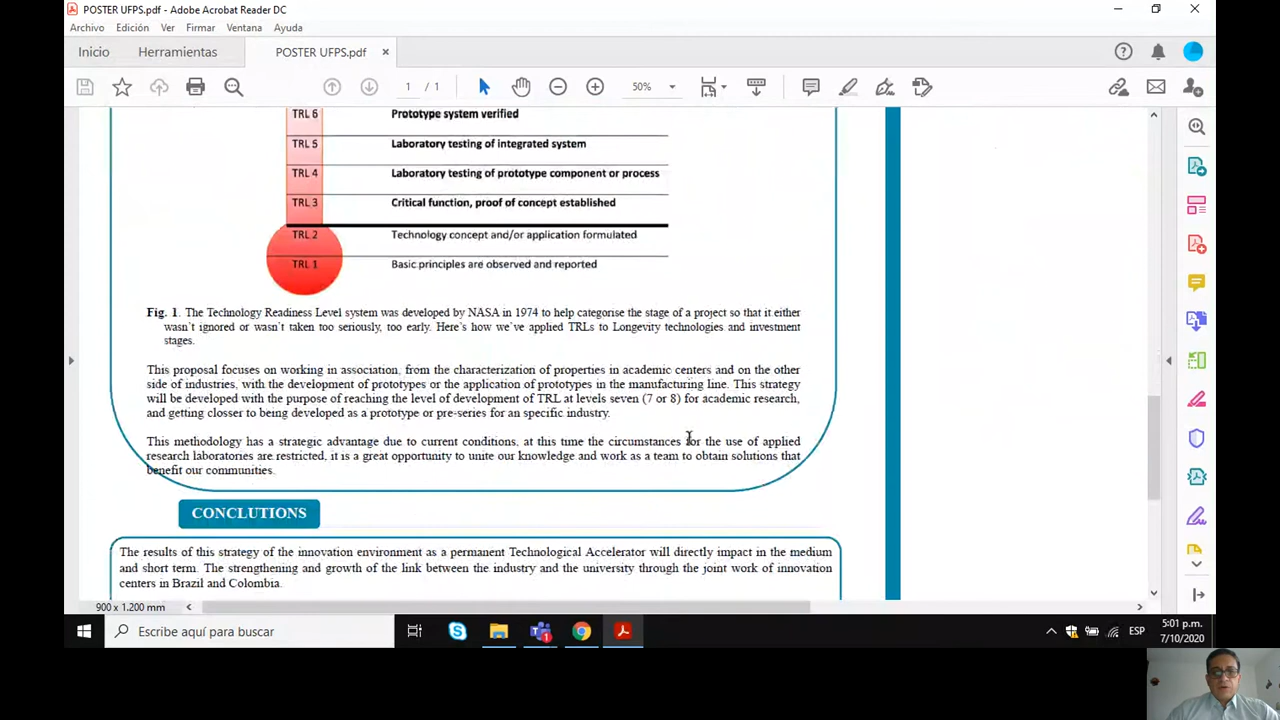 POSTER UFPS.pdf - Adobe Acrobat Reader DC
Archivo Edición Ver Firmar Ventana Ayuda
Inicio Herramientas POSTER UFPS.pdf ×
1 / 1 50%
TRL 6 Prototype system verified
TRL 5 Laboratory testing of integrated system
TRL 4 Laboratory testing of prototype component or process
TRL 3 Critical function, proof of concept established
TRL 2 Technology concept and/or application formulated
TRL 1 Basic principles are observed and reported
Fig. 1. The Technology Readiness Level system was developed by NASA in 1974 to help categorise the stage of a project so that it either
wasn't ignored or wasn't taken too seriously, too early. Here's how we've applied TRLs to Longevity technologies and investment
stages.
This proposal focuses on working in association, from the characterization of properties in academic centers and on the other
side of industries, with the development of prototypes or the application of prototypes in the manufacturing line. This strategy
will be developed with the purpose of reaching the level of development of TRL at levels seven (7 or 8) for academic research,
and getting closser to being developed as a prototype or pre-series for an specific industry.
This methodology has a strategic advantage due to current conditions, at this time the circumstances for the use of applied
research laboratories are restricted, it is a great opportunity to unite our knowledge and work as a team to obtain solutions that
benefit our communities.
CONCLUTIONS
The results of this strategy of the innovation environment as a permanent Technological Accelerator will directly impact in the medium
and short term. The strengthening and growth of the link between the industry and the university through the joint work of innovation
centers in Brazil and Colombia.
900 x 1.200 mm
Escribe aquí para buscar
ESP
5:01 p.m.
7/10/2020